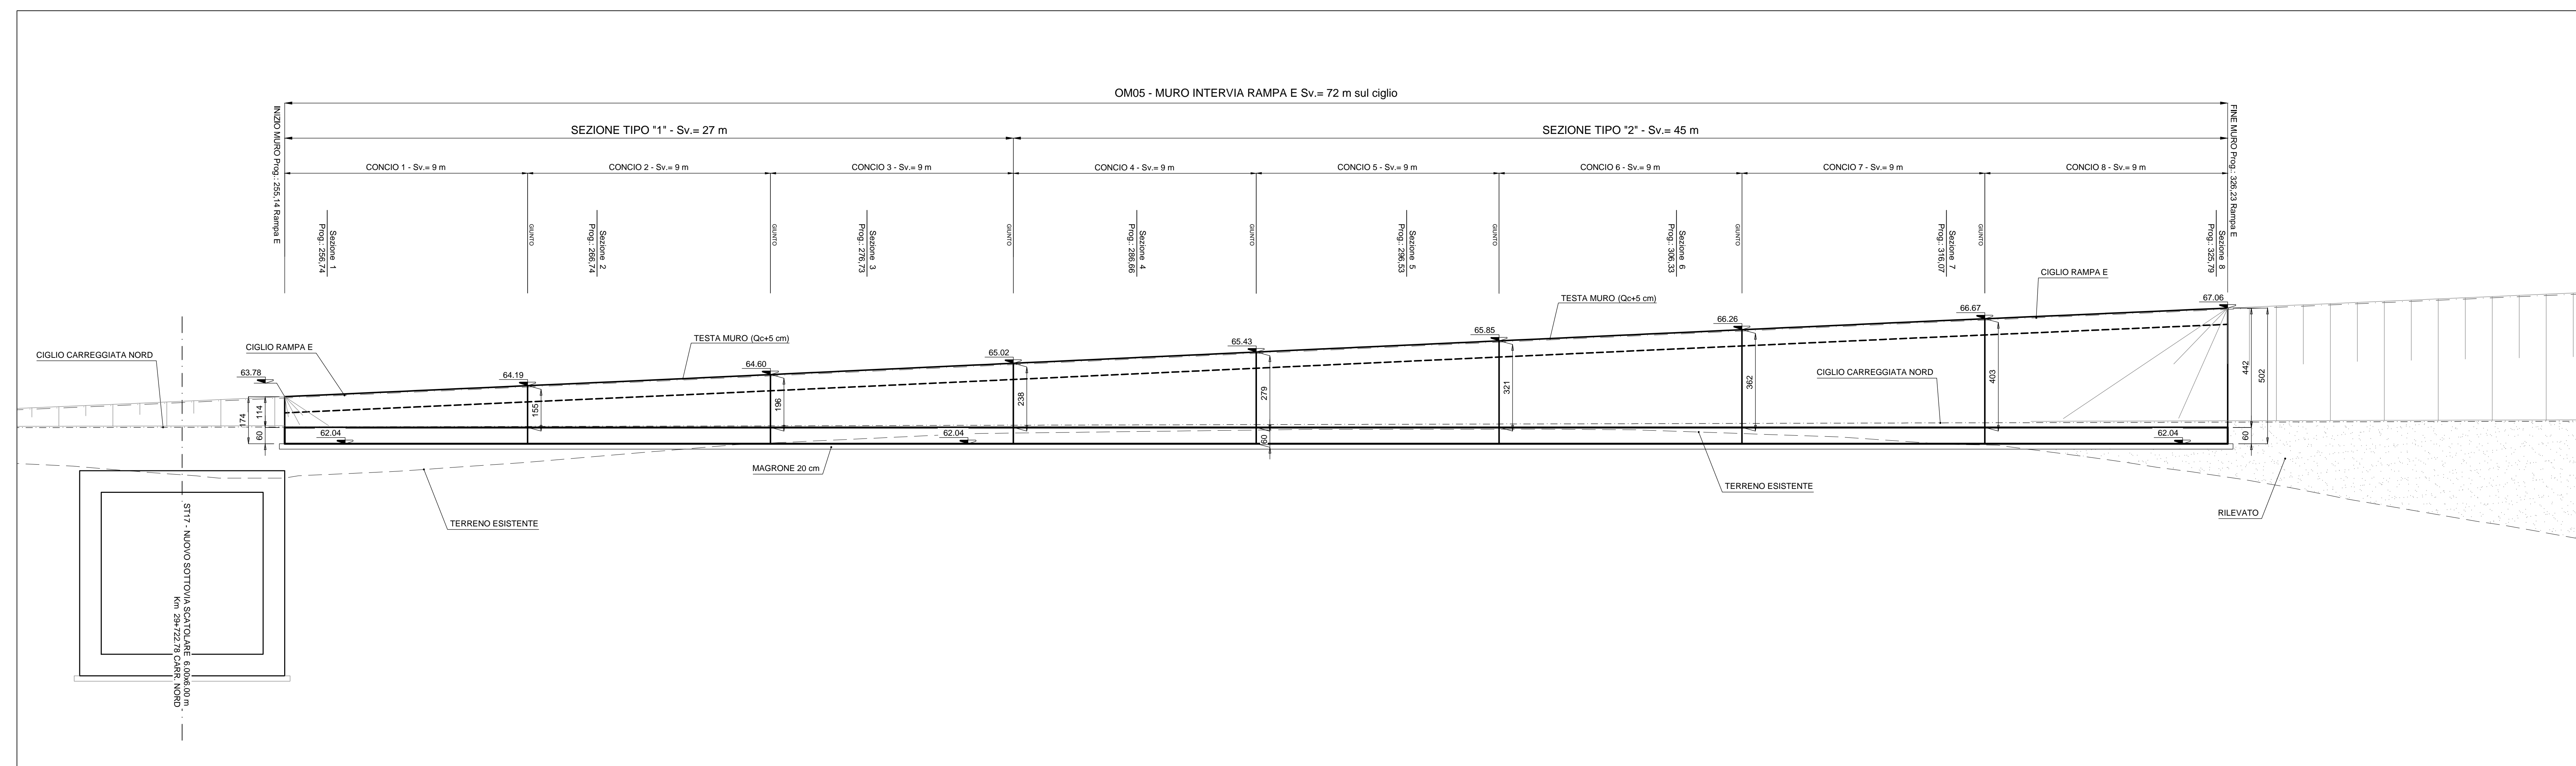 OM05 - MURO INTERVIA RAMPA E Sv.= 72 m sul ciglio
SEZIONE TIPO "1" - Sv.= 27 m
SEZIONE TIPO "2" - Sv.= 45 m
INIZIO MURO Prog.: 255,14 Rampa E
FINE MURO Prog.: 326,23 Rampa E
CONCIO 1 - Sv.= 9 m
CONCIO 2 - Sv.= 9 m
CONCIO 3 - Sv.= 9 m
CONCIO 4 - Sv.= 9 m
CONCIO 5 - Sv.= 9 m
CONCIO 6 - Sv.= 9 m
CONCIO 7 - Sv.= 9 m
CONCIO 8 - Sv.= 9 m
Sezione 1
Prog.: 256,74
GIUNTO
Sezione 2
Prog.: 266,74
GIUNTO
Sezione 3
Prog.: 276,73
GIUNTO
Sezione 4
Prog.: 286,66
GIUNTO
Sezione 5
Prog.: 296,53
GIUNTO
Sezione 6
Prog.: 306,33
GIUNTO
Sezione 7
Prog.: 316,07
GIUNTO
Sezione 8
Prog.: 325,79
CIGLIO RAMPA E
TESTA MURO (Qc+5 cm)
67.06
66.67
66.26
65.85
65.43
65.02
64.60
64.19
63.78
TESTA MURO (Qc+5 cm)
CIGLIO RAMPA E
CIGLIO CARREGGIATA NORD
CIGLIO CARREGGIATA NORD
174
114
60
155
196
238
279
60
321
362
403
442
502
60
62.04
62.04
62.04
MAGRONE 20 cm
TERRENO ESISTENTE
TERRENO ESISTENTE
RILEVATO
ST17 - NUOVO SOTTOVIA SCATOLARE 6.00x6.00 m
Km 29+722.78 CARR. NORD